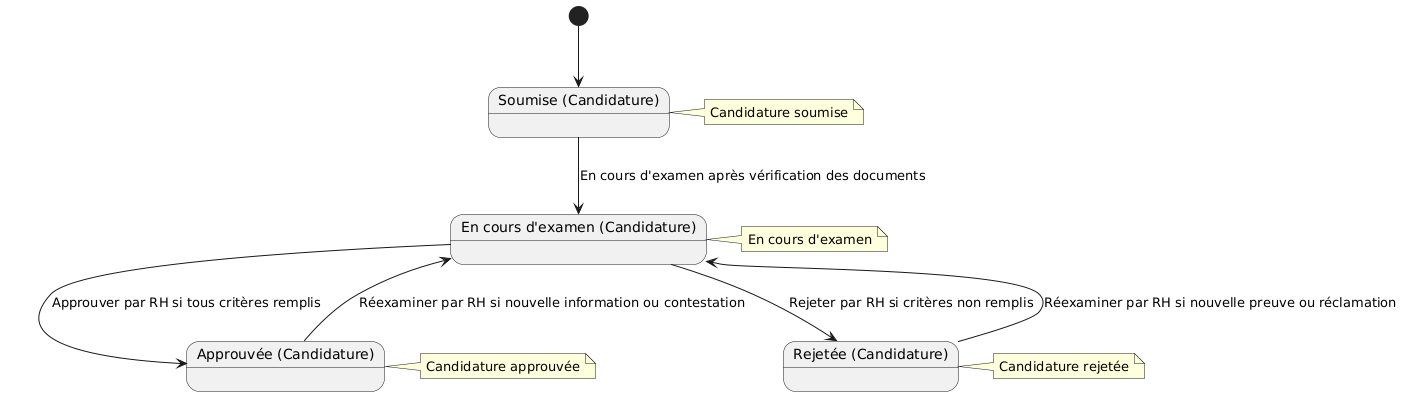 Soumise (Candidature)
Candidature soumise
En cours d'examen après vérification des documents
En cours d'examen (Candidature)
En cours d'examen
Approuver par RH si tous critères remplis
Réexaminer par RH si nouvelle information ou contestation
Rejeter par RH si critères non remplis
Réexaminer par RH si nouvelle preuve ou réclamation
Approuvée (Candidature)
Candidature approuvée
Rejetée (Candidature)
Candidature rejetée